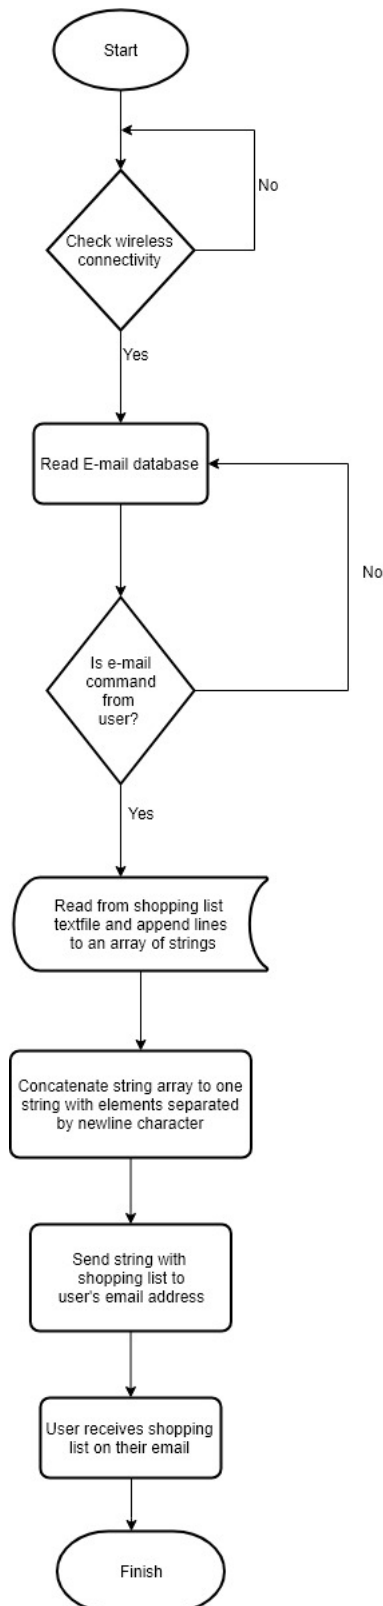 Start
No
Check wireless
connectivity
Yes
Read E-mail database
No
Is e-mail
command
from
user?
Yes
Read from shopping list
textfile and append lines
to an array of strings
Concatenate string array to one
string with elements separated
by newline character
Send string with
shopping list to
user's email address
User receives shopping
list on their email
Finish